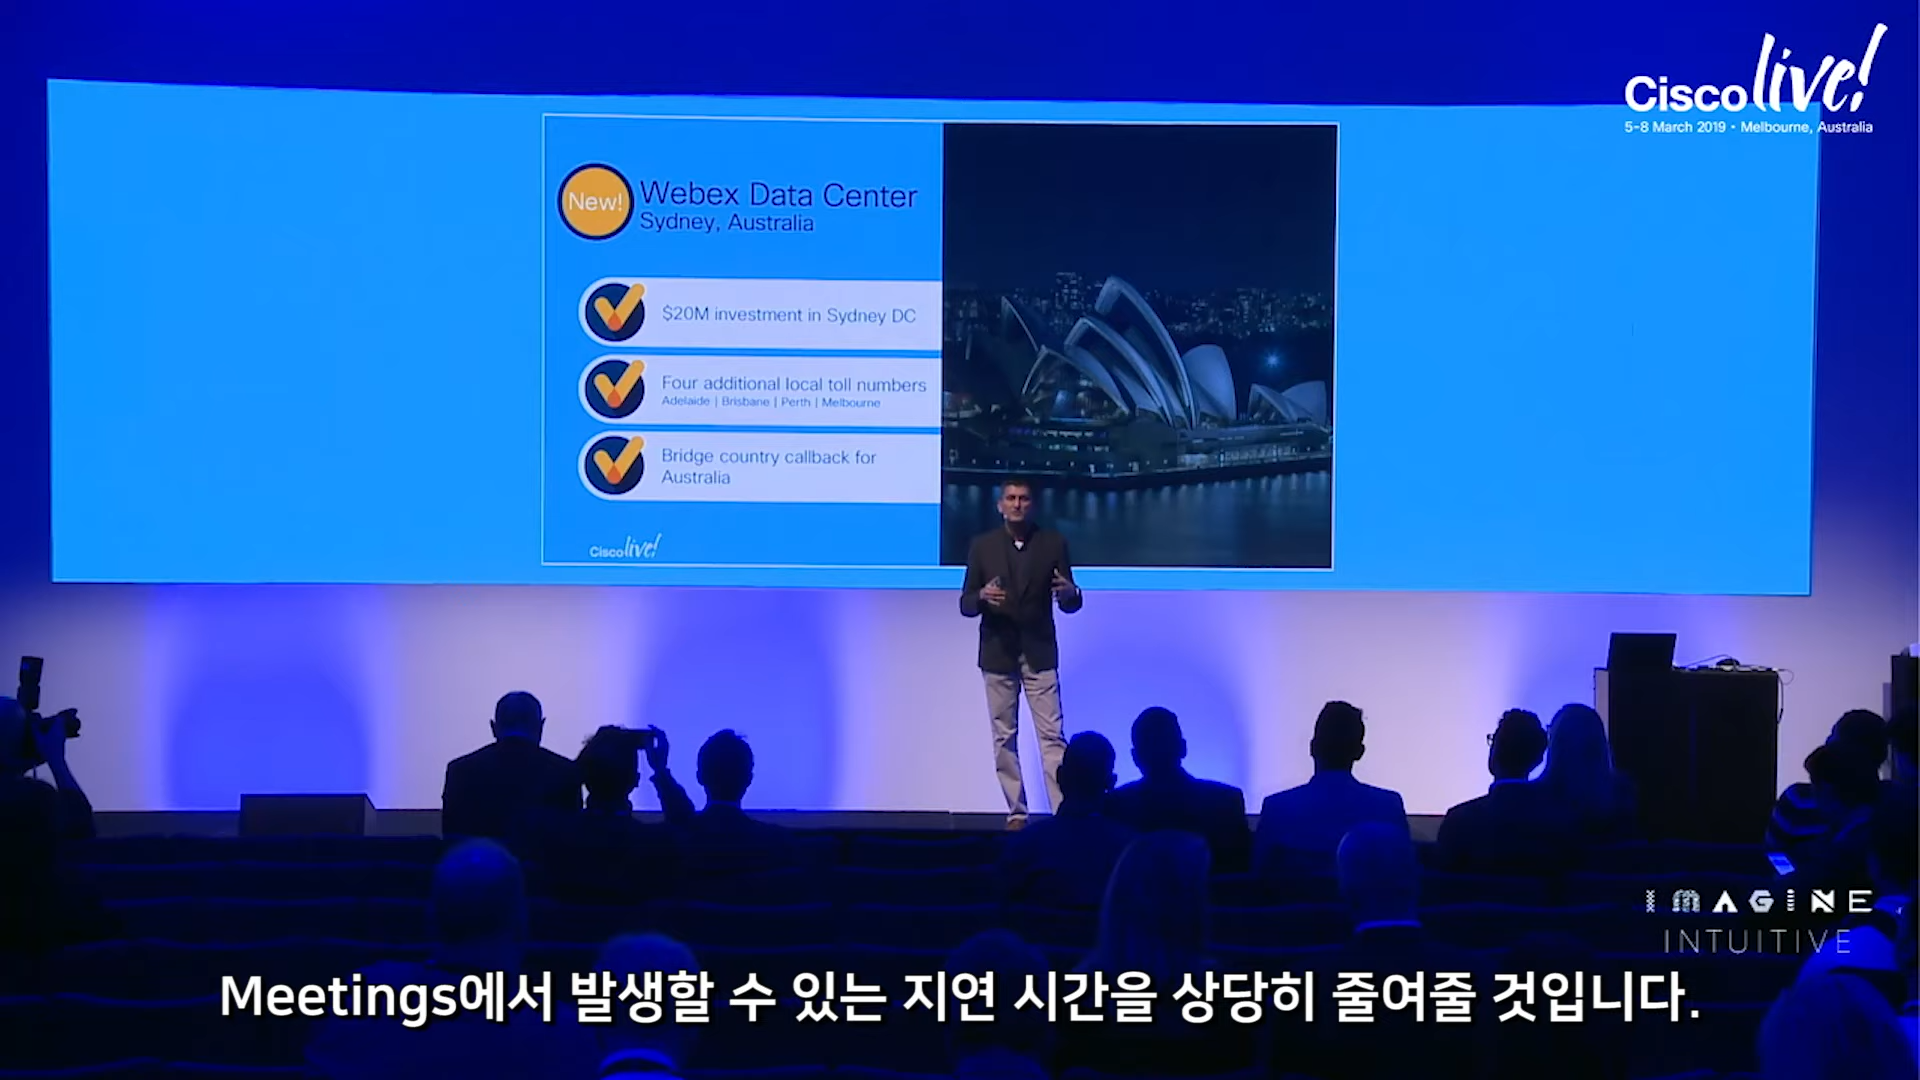 Cisco live!
5-8 March 2019 • Melbourne, Australia
New!
Webex Data Center
Sydney, Australia
$20M investment in Sydney DC
Four additional local toll numbers
Adelaide | Brisbane | Perth | Melbourne
Bridge country callback for
Australia
Cisco live!
IMAGINE
INTUITIVE
Meetings에서 발생할 수 있는 지연 시간을 상당히 줄여줄 것입니다.